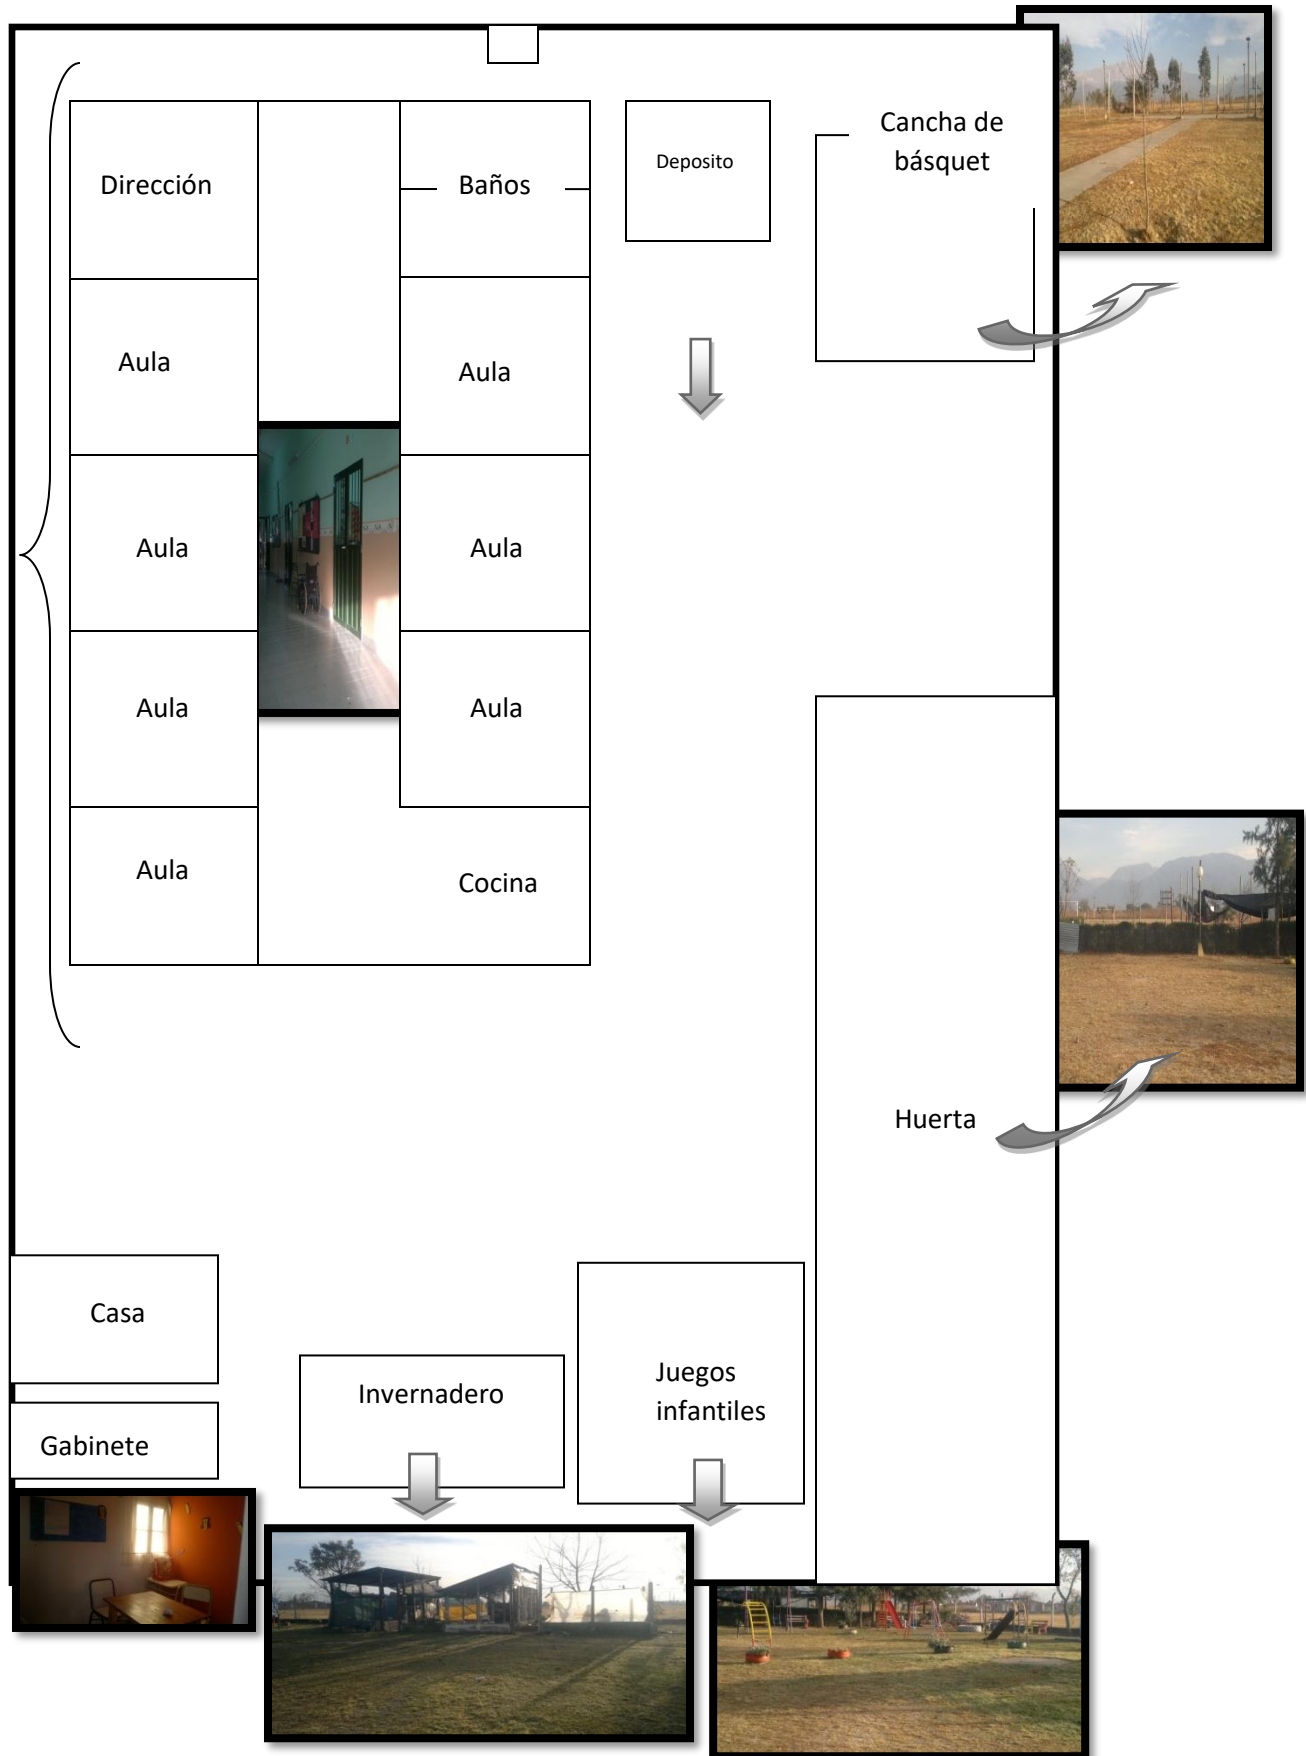 Dirección
Baños
Deposito
Cancha de
básquet
Aula
Aula
Aula
Aula
Aula
Aula
Aula
Cocina
Huerta
Casa
Gabinete
Invernadero
Juegos
infantiles